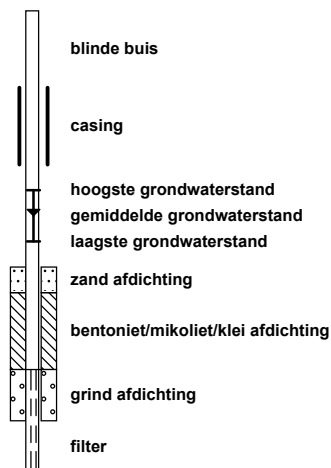 blinde buis
casing
hoogste grondwaterstand
gemiddelde grondwaterstand
laagste grondwaterstand
zand afdichting
bentoniet/mikoliet/klei afdichting
grind afdichting
filter